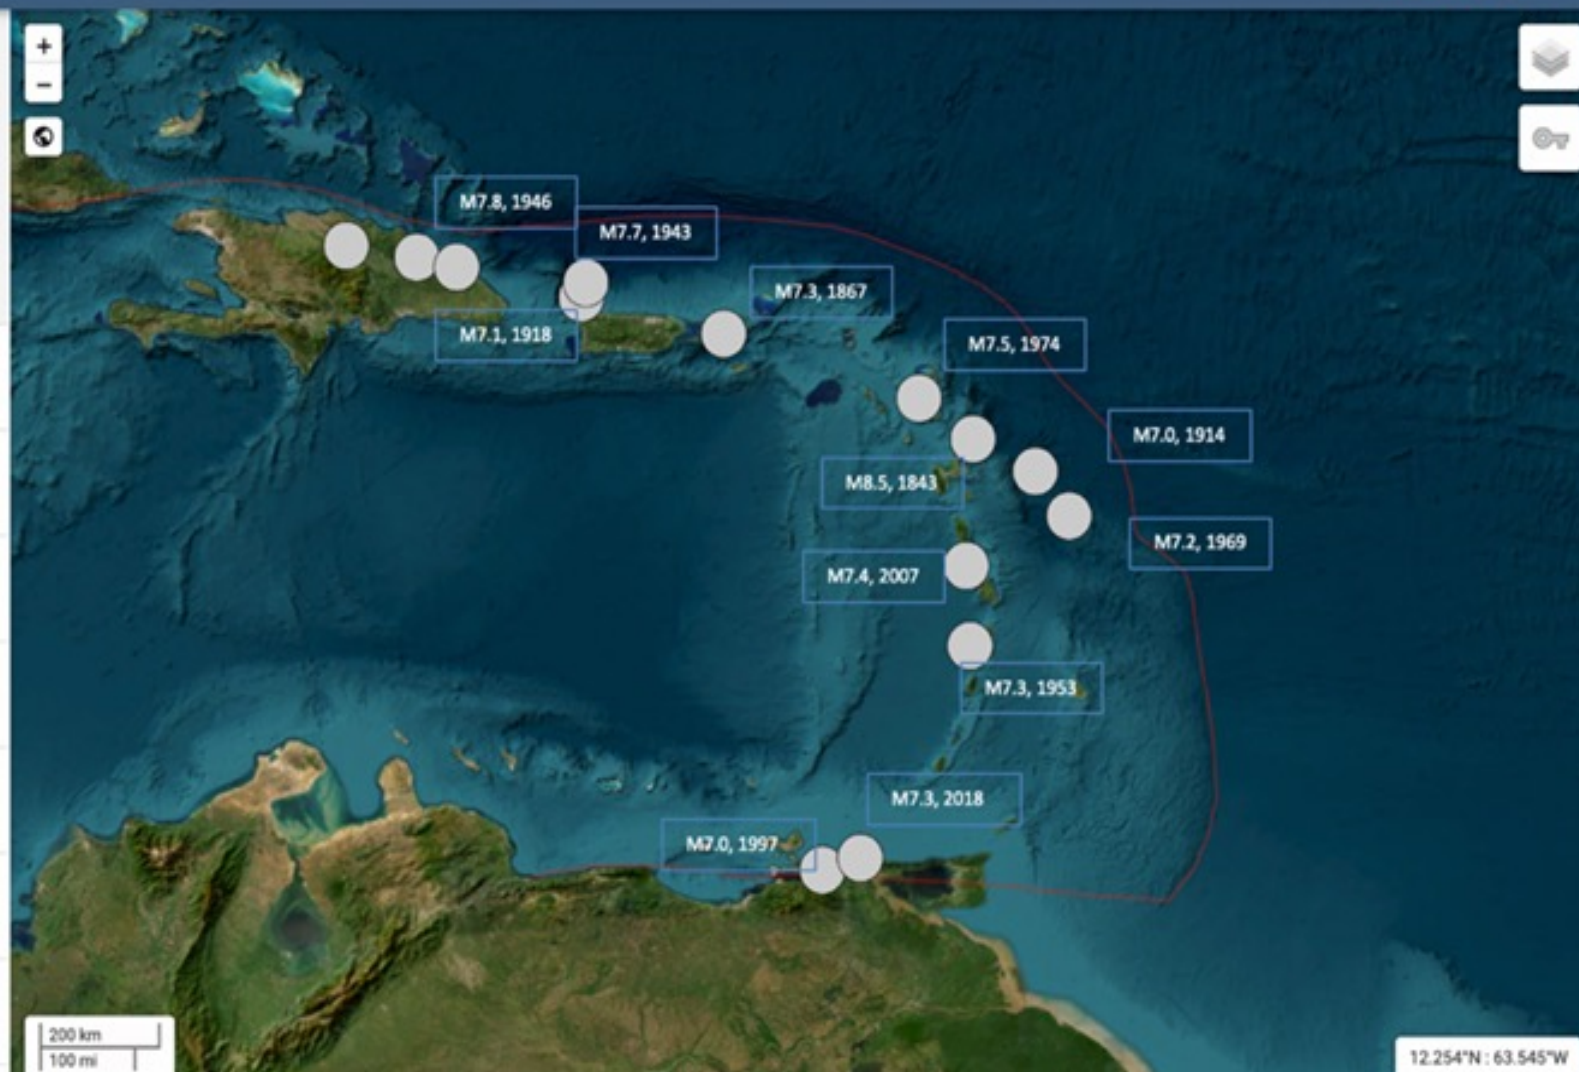 +
−
M7.8, 1946
M7.7, 1943
M7.3, 1867
M7.1, 1918
M7.5, 1974
M7.0, 1914
M8.5, 1843
M7.2, 1969
M7.4, 2007
M7.3, 1953
M7.3, 2018
M7.0, 1997
200 km
100 mi
12.254°N : 63.545°W